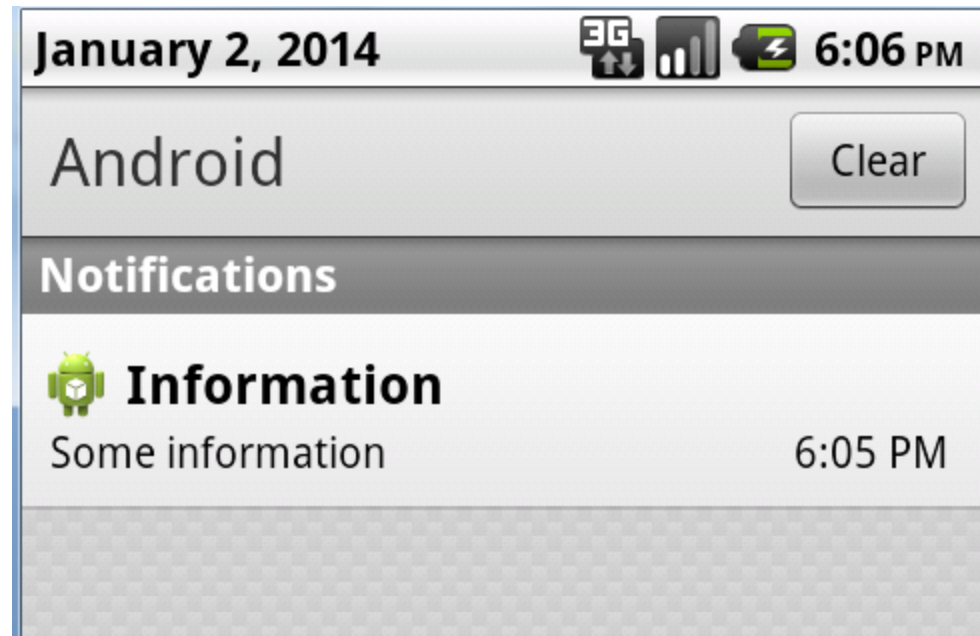 January 2, 2014 3G 6:06 PM
Android Clear
Notifications
Information
Some information 6:05 PM